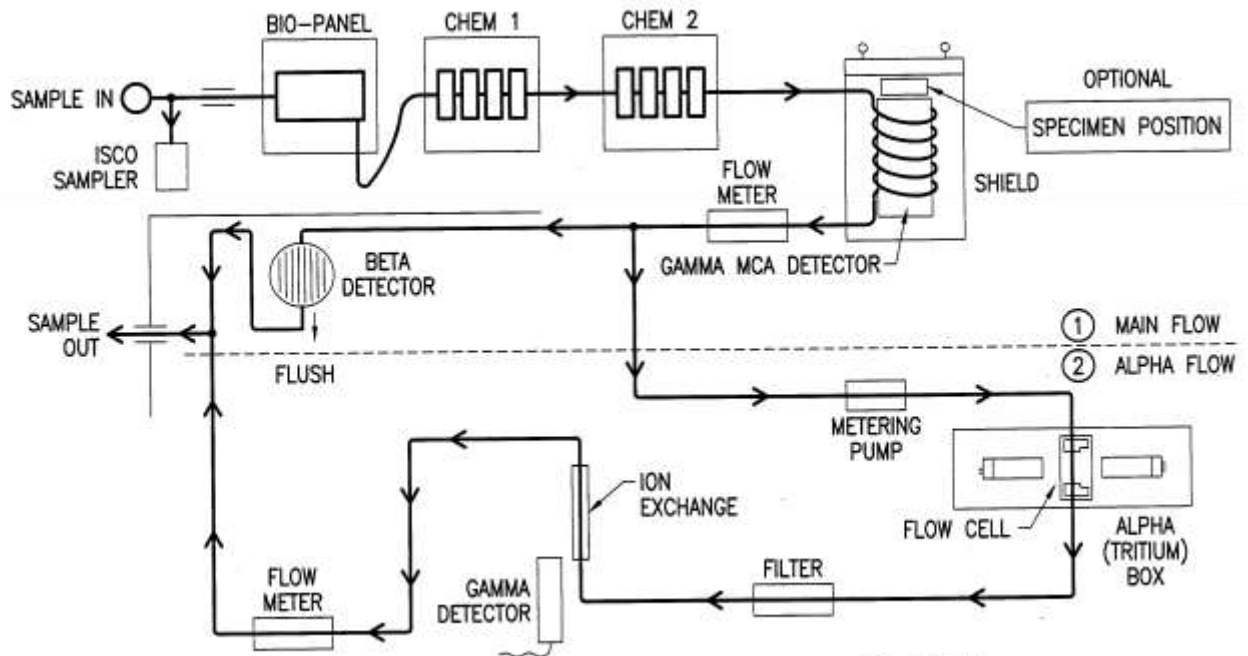 BIO-PANEL
CHEM 1
CHEM 2
SAMPLE IN
ISCO
SAMPLER
OPTIONAL
SPECIMEN POSITION
SHIELD
FLOW
METER
GAMMA MCA DETECTOR
BETA
DETECTOR
SAMPLE
OUT
FLUSH
1 MAIN FLOW
2 ALPHA FLOW
METERING
PUMP
FLOW CELL
ALPHA
(TRITIUM)
BOX
ION
EXCHANGE
FILTER
GAMMA
DETECTOR
FLOW
METER